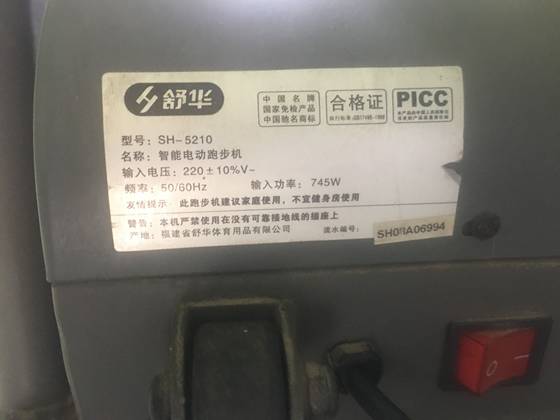 舒华
中国名牌
国家免检产品
中国驰名商标
合格证
PICC
型号：SH-5210
名称：智能电动跑步机
输入电压：220±10%V~
频率：50/60Hz 输入功率：745W
友情提示：此跑步机建议家庭使用，不宜健身房使用
警告：本机严禁使用在没有可靠接地线的插座上
产地：福建省舒华体育用品有限公司 流水编号：